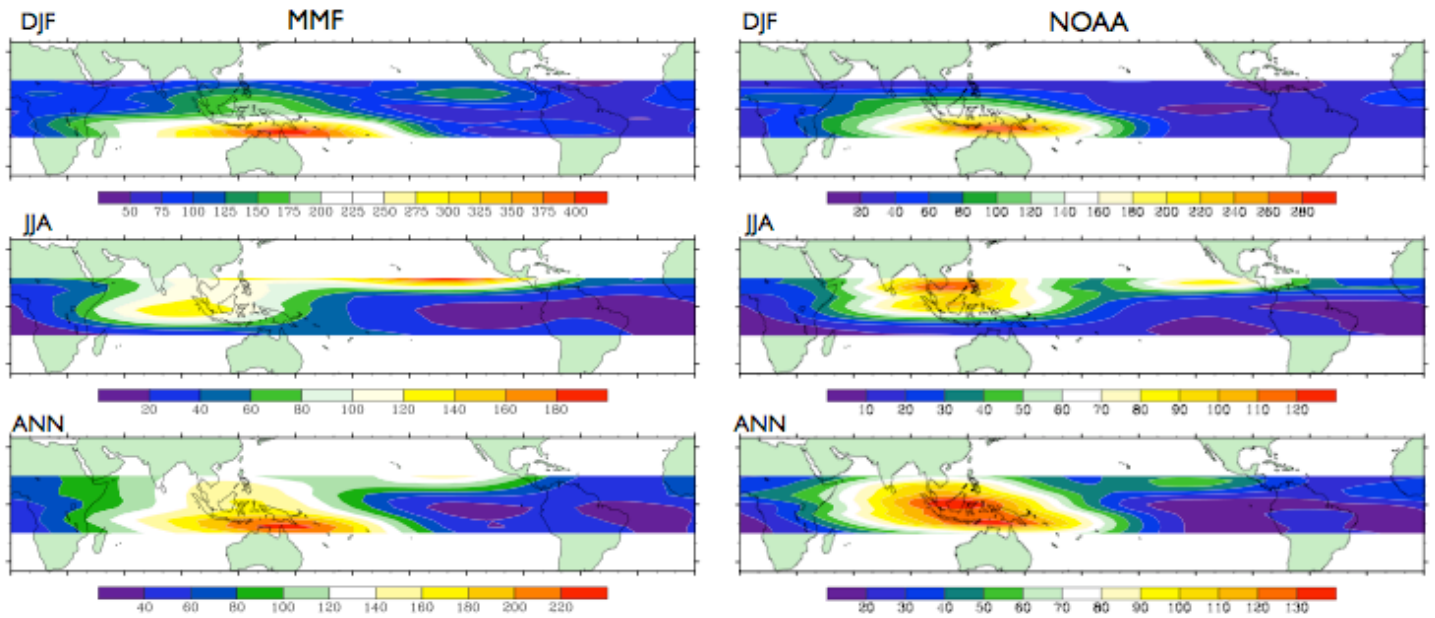 DJF MMF DJF NOAA
50 75 100 125 150 175 200 225 250 275 300 325 350 375 400
20 40 60 80 100 120 140 160 180 200 220 240 260 280
JJA JJA
20 40 60 80 100 120 140 160 180
10 20 30 40 50 60 70 80 90 100 110 120
ANN ANN
40 60 80 100 120 140 160 180 200 220
20 30 40 50 60 70 80 90 100 110 120 130